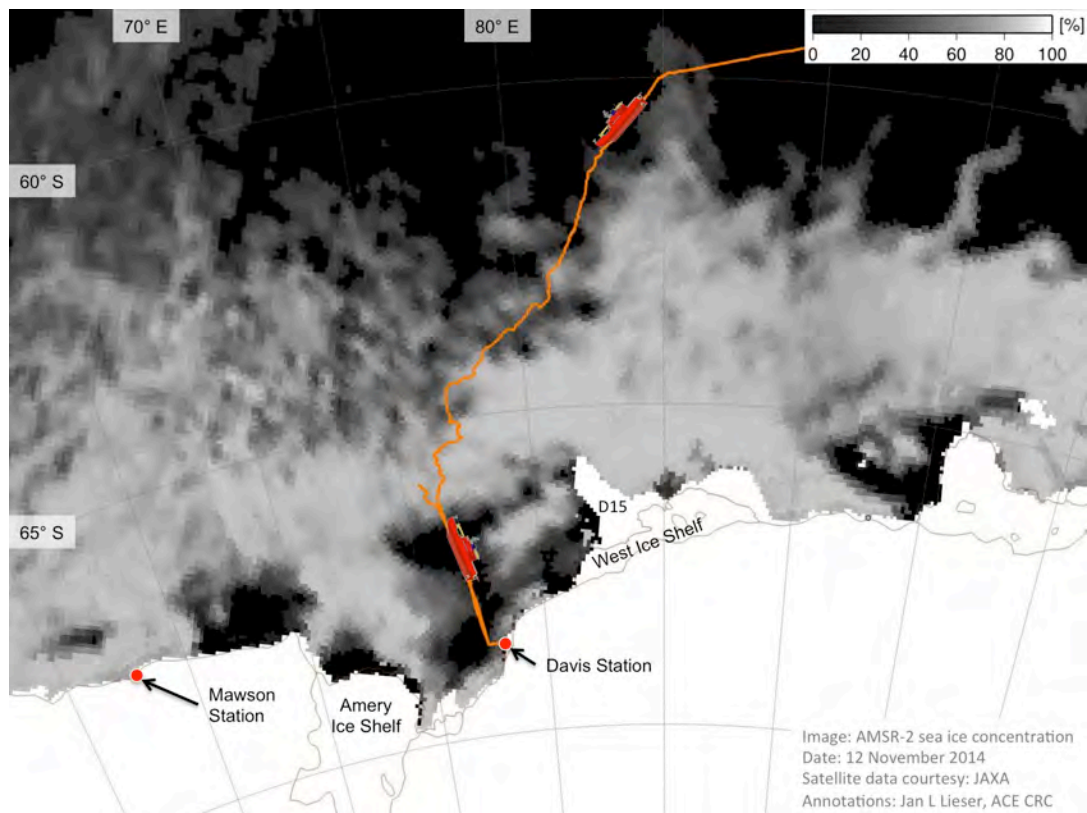 70° E
80° E
[%]
0 20 40 60 80 100
60° S
65° S
D15
West Ice Shelf
Davis Station
Mawson
Station
Amery
Ice Shelf
Image: AMSR-2 sea ice concentration
Date: 12 November 2014
Satellite data courtesy: JAXA
Annotations: Jan L Lieser, ACE CRC